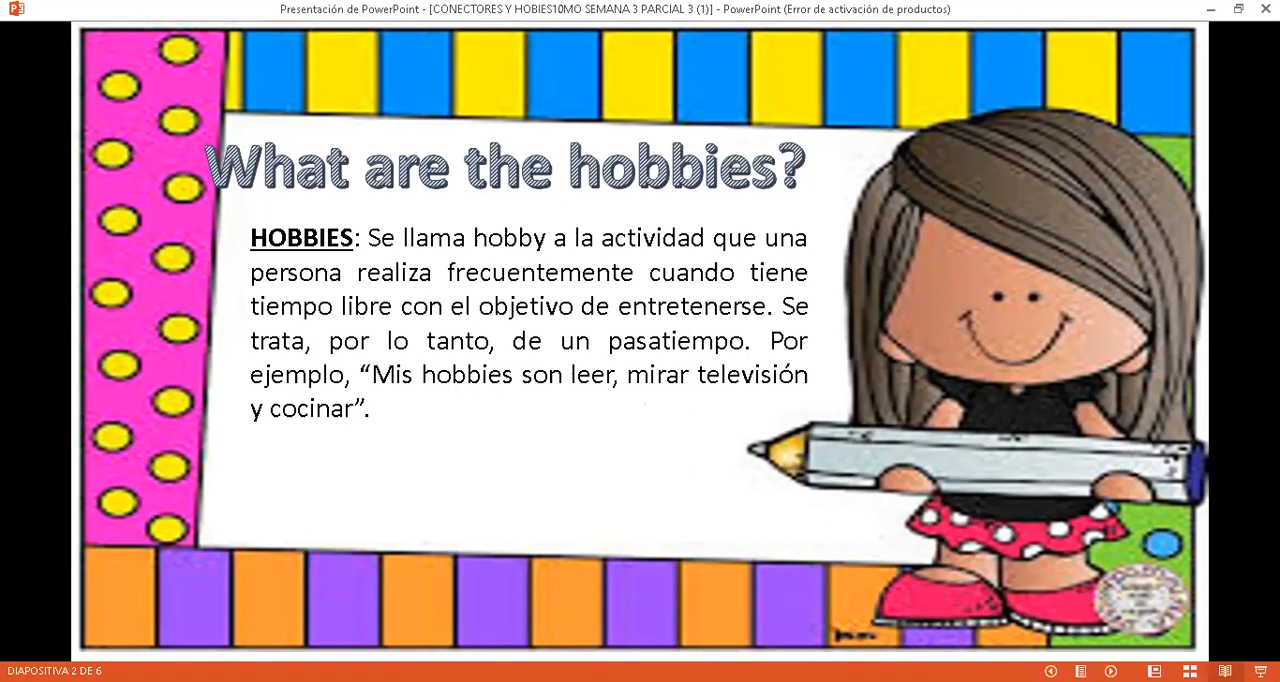 Presentación de PowerPoint - [CONECTORES Y HOBIES10MO SEMANA 3 PARCIAL 3 (1)] - PowerPoint (Error de activación de productos)
What are the hobbies?
HOBBIES: Se llama hobby a la actividad que una
persona realiza frecuentemente cuando tiene
tiempo libre con el objetivo de entretenerse. Se
trata, por lo tanto, de un pasatiempo. Por
ejemplo, “Mis hobbies son leer, mirar televisión
y cocinar”.
DIAPOSITIVA 2 DE 6